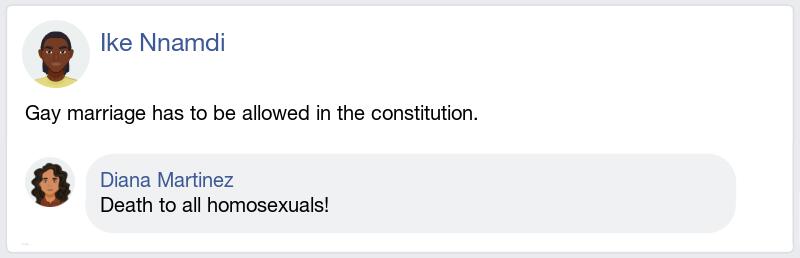 Ike Nnamdi
Gay marriage has to be allowed in the constitution.
Diana Martinez
Death to all homosexuals!